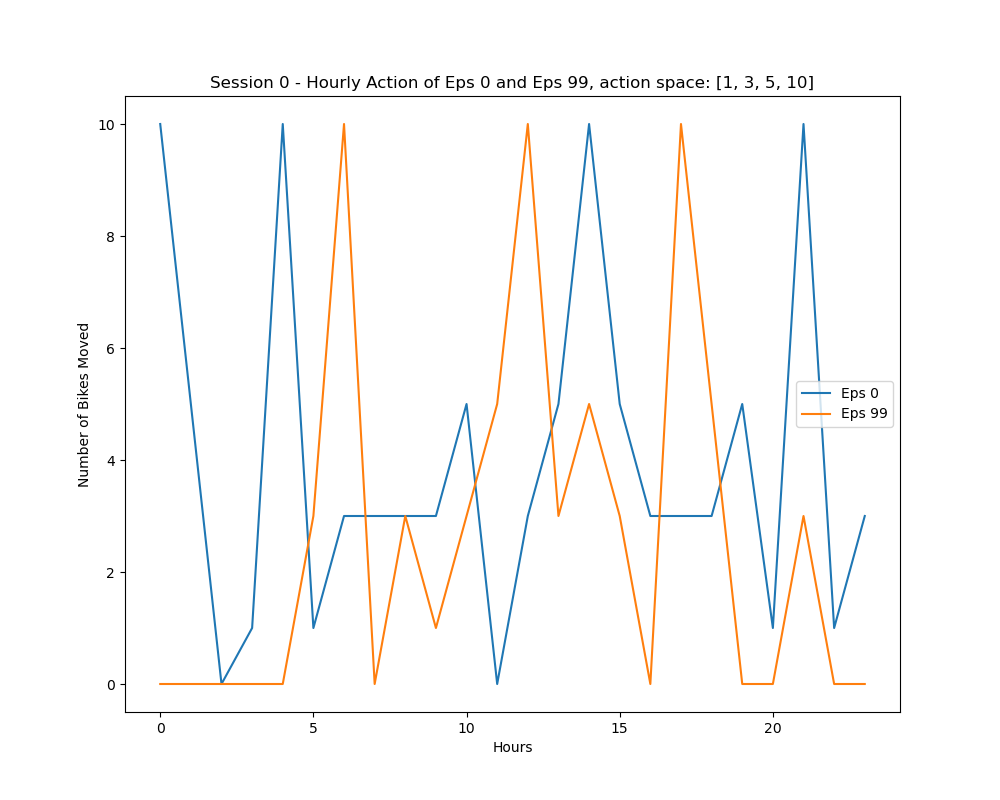 Session 0 - Hourly Action of Eps 0 and Eps 99, action space: [1, 3, 5, 10]
10
8
6
4
2
0
Number of Bikes Moved
Eps 0
Eps 99
0 5 10 15 20
Hours